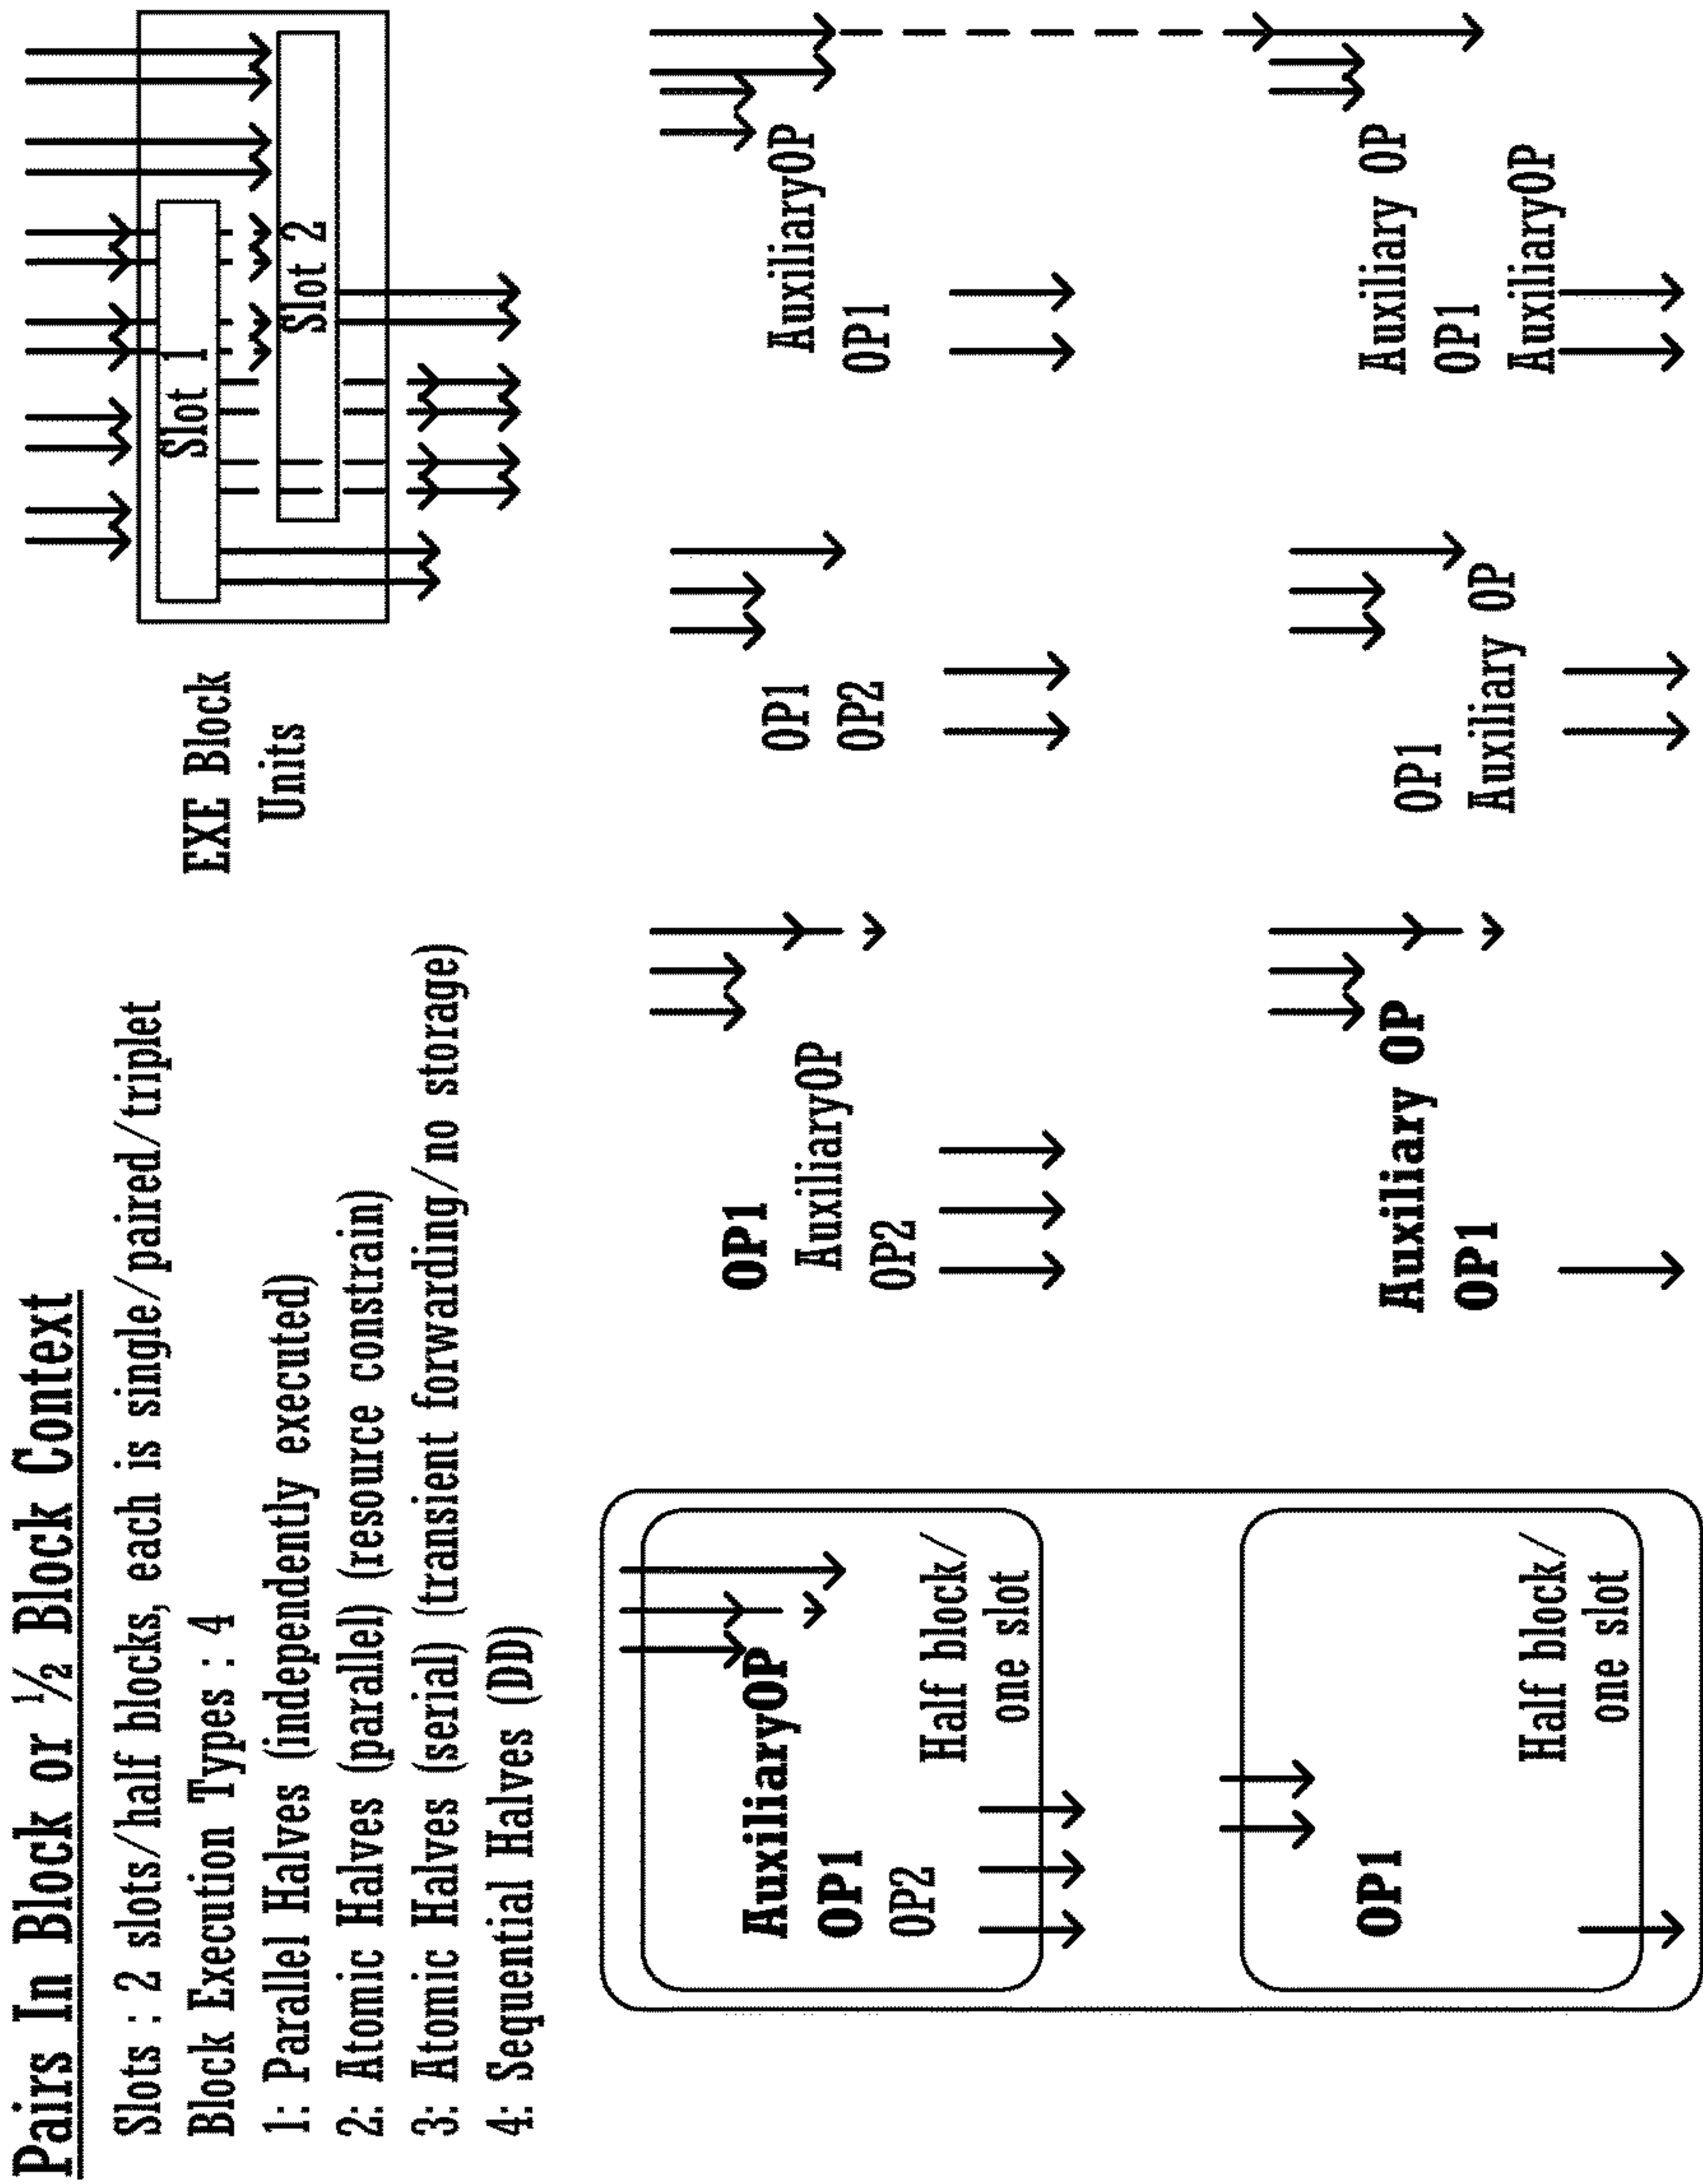 Pairs In Block or ½ Block Context
Slots : 2 slots/half blocks, each is single/paired/triplet
Block Execution Types : 4
1: Parallel Halves (independently executed)
2: Atomic Halves (parallel) (resource constrain)
3: Atomic Halves (serial) (transient forwarding/no storage)
4: Sequential Halves (DD)
EXE Block
Units
Slot 1
Slot 2
AuxiliaryOP
OP1
OP2
Half block/
one slot
OP1
AuxiliaryOP
OP2
OP1
OP2
AuxiliaryOP
OP1
OP1
Half block/
one slot
Auxiliary OP
OP1
OP1
Auxiliary OP
Auxiliary OP
OP1
AuxiliaryOP